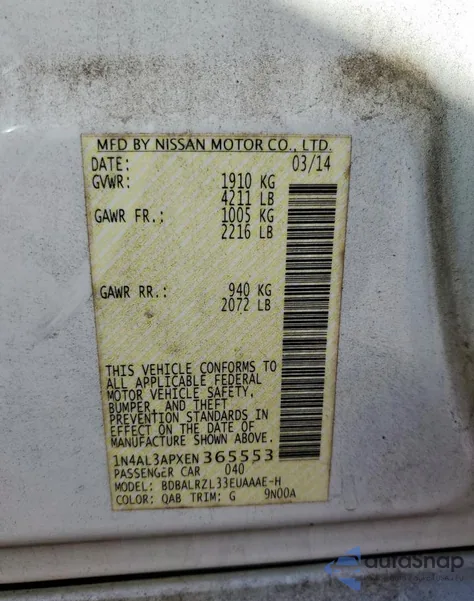 MFD BY NISSAN MOTOR CO., LTD.
DATE: 03/14
GVWR: 1910 KG
4211 LB
GAWR FR.: 1005 KG
2216 LB
GAWR RR.: 940 KG
2072 LB
THIS VEHICLE CONFORMS TO
ALL APPLICABLE FEDERAL
MOTOR VEHICLE SAFETY,
BUMPER, AND THEFT
PREVENTION STANDARDS IN
EFFECT ON THE DATE OF
MANUFACTURE SHOWN ABOVE.
1N4AL3APXEN365553
PASSENGER CAR 040
MODEL: BDBALRZL33EUAAAE-H
COLOR: QAB TRIM: G 9N00A
auraSnap